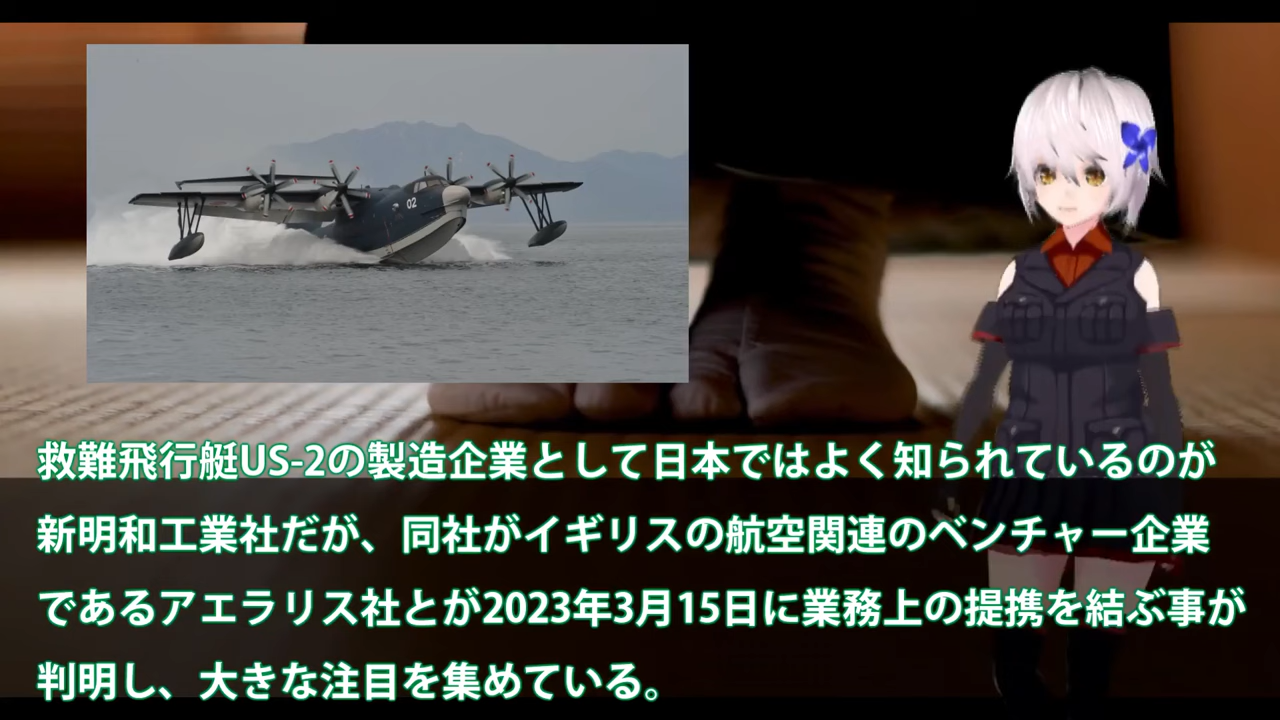 02
救難飛行艇US-2の製造企業として日本ではよく知られているのが
新明和工業社だが、同社がイギリスの航空関連のベンチャー企業
であるアエラリス社とが2023年3月15日に業務上の提携を結ぶ事が
判明し、大きな注目を集めている。